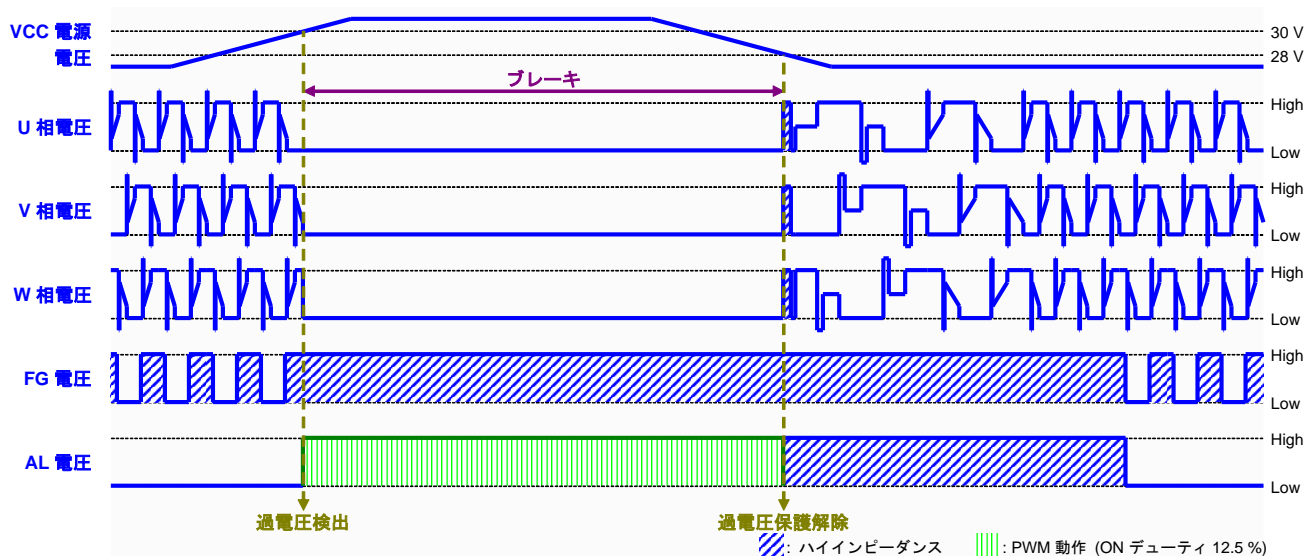 VCC 電源
電圧
30 V
28 V
ブレーキ
U 相電圧
High
Low
V 相電圧
High
Low
W 相電圧
High
Low
FG 電圧
High
Low
AL 電圧
High
Low
過電圧検出
過電圧保護解除
: ハイインピーダンス
: PWM 動作 (ON デューティ 12.5 %)